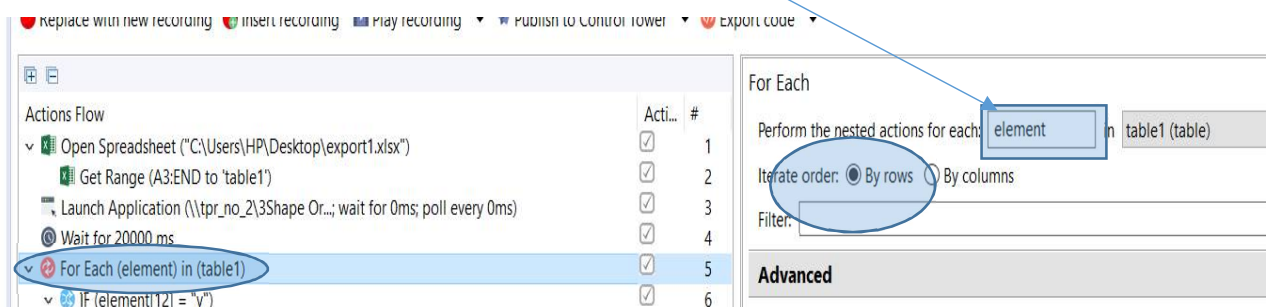 Replace with new recording Insert recording Play recording Publish to Control Tower Export code
Actions Flow Acti... #
Open Spreadsheet ("C:\Users\HP\Desktop\export1.xlsx") 1
Get Range (A3:END to 'table1') 2
Launch Application (\\tpr_no_2\3Shape Or...; wait for 0ms; poll every 0ms) 3
Wait for 20000 ms 4
For Each (element) in (table1) 5
IF (element[12] = "v") 6
For Each
Perform the nested actions for each: element in table1 (table)
Iterate order: By rows By columns
Filter:
Advanced